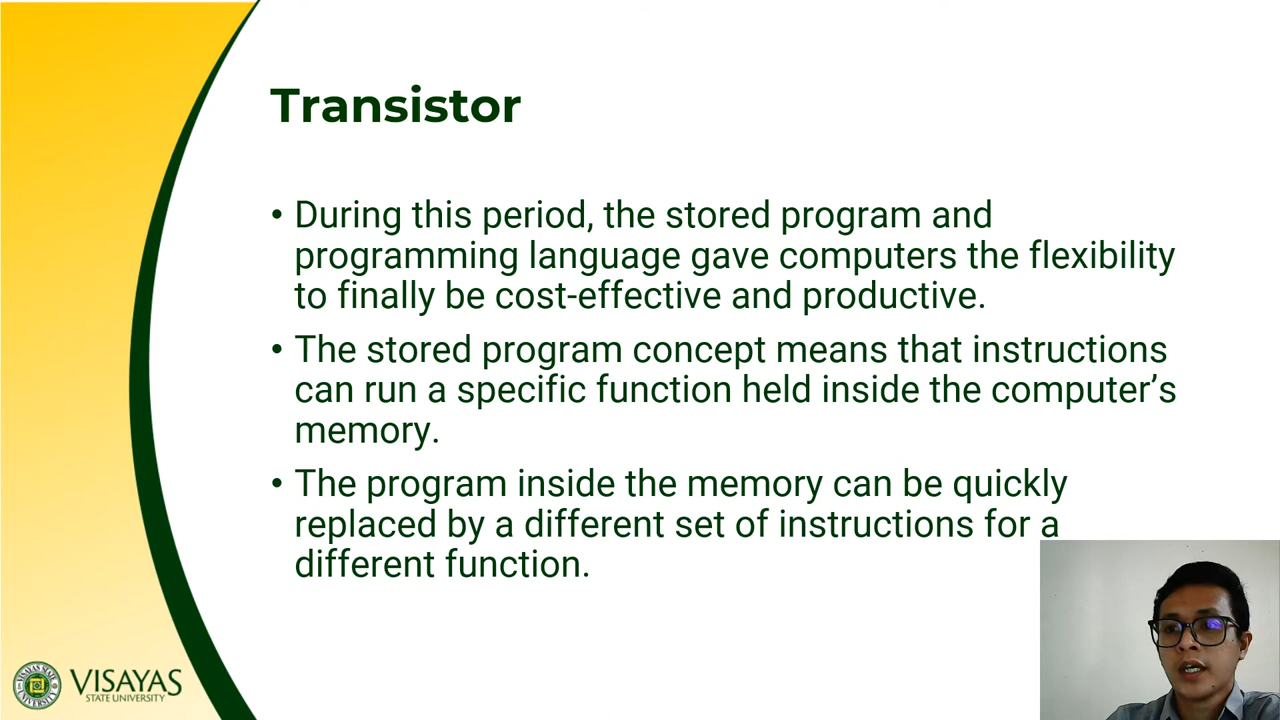 Transistor
• During this period, the stored program and
programming language gave computers the flexibility
to finally be cost-effective and productive.
• The stored program concept means that instructions
can run a specific function held inside the computer’s
memory.
• The program inside the memory can be quickly
replaced by a different set of instructions for a
different function.
VISAYAS STATE UNIVERSITY
VISAYAS
STATE UNIVERSITY